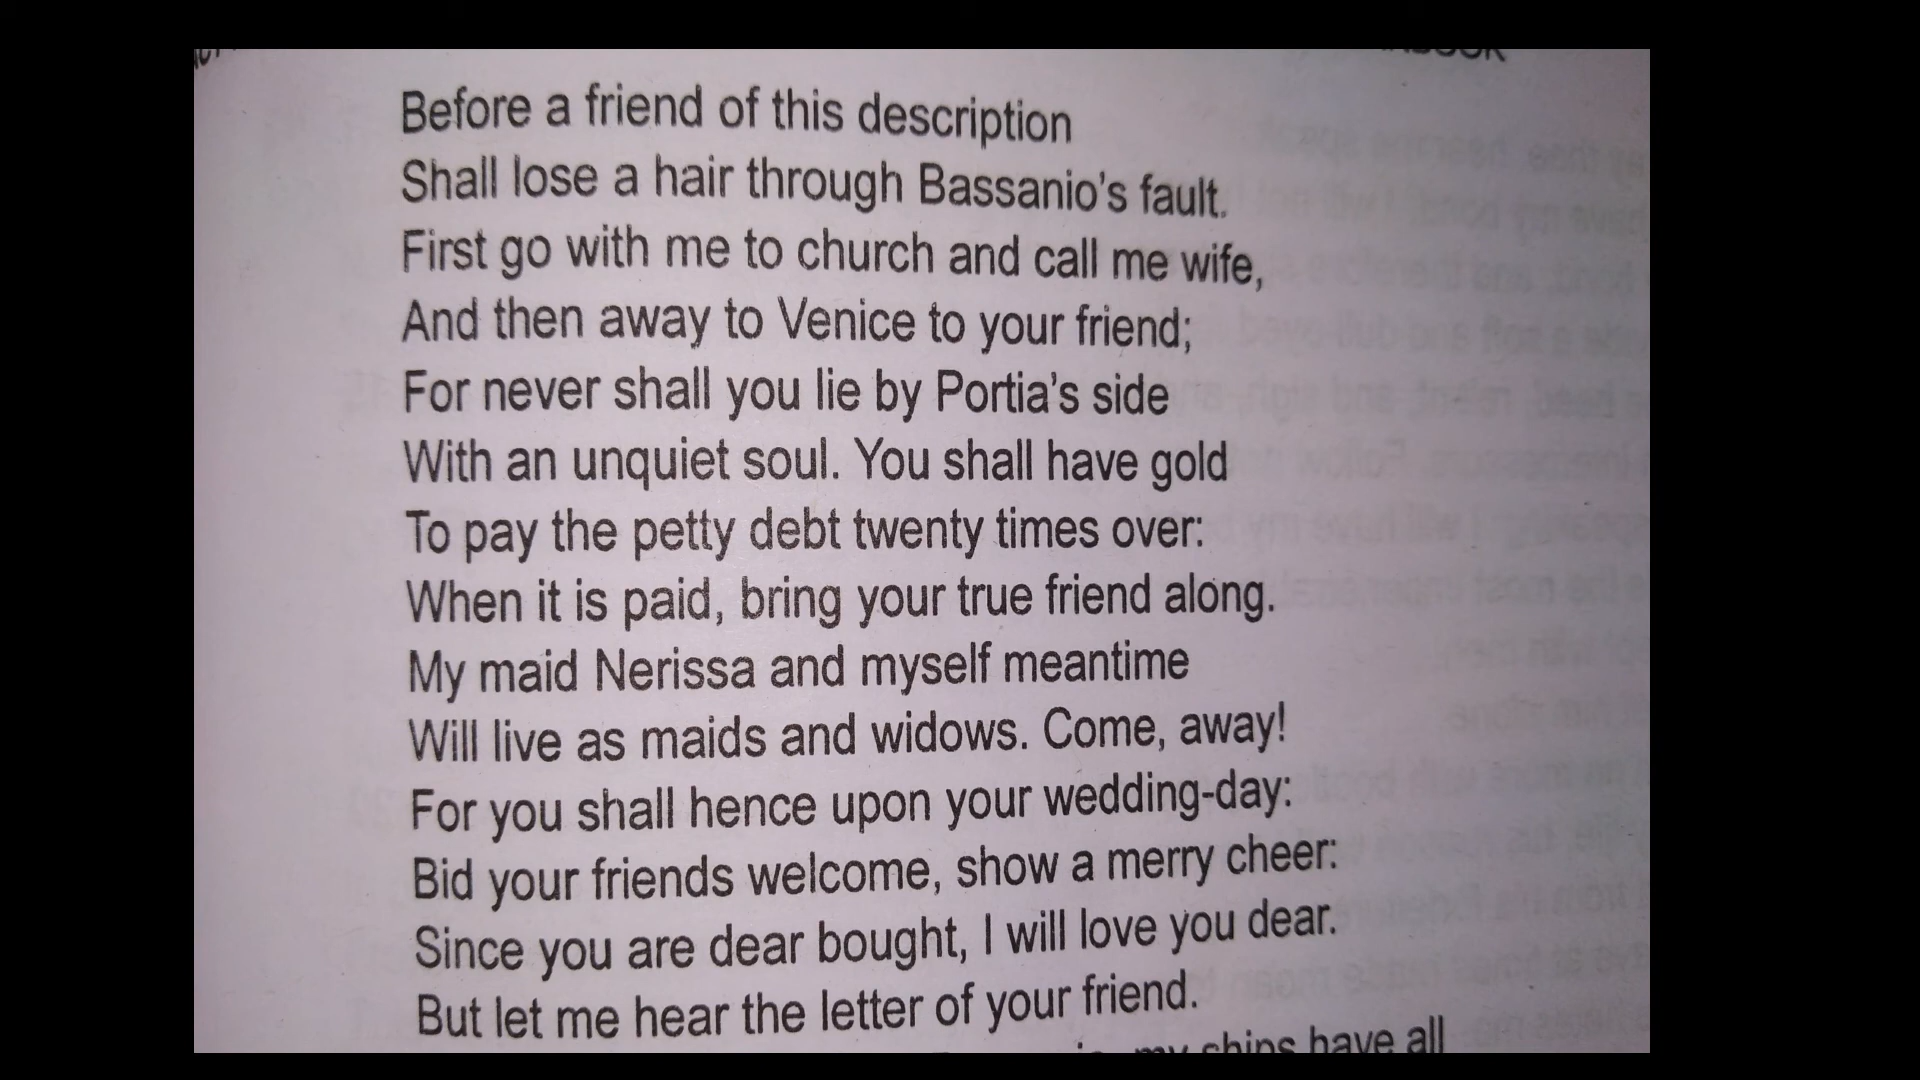 Before a friend of this description
Shall lose a hair through Bassanio's fault.
First go with me to church and call me wife,
And then away to Venice to your friend;
For never shall you lie by Portia's side
With an unquiet soul. You shall have gold
To pay the petty debt twenty times over:
When it is paid, bring your true friend along.
My maid Nerissa and myself meantime
Will live as maids and widows. Come, away!
For you shall hence upon your wedding-day:
Bid your friends welcome, show a merry cheer:
Since you are dear bought, I will love you dear.
But let me hear the letter of your friend.
my ships have all